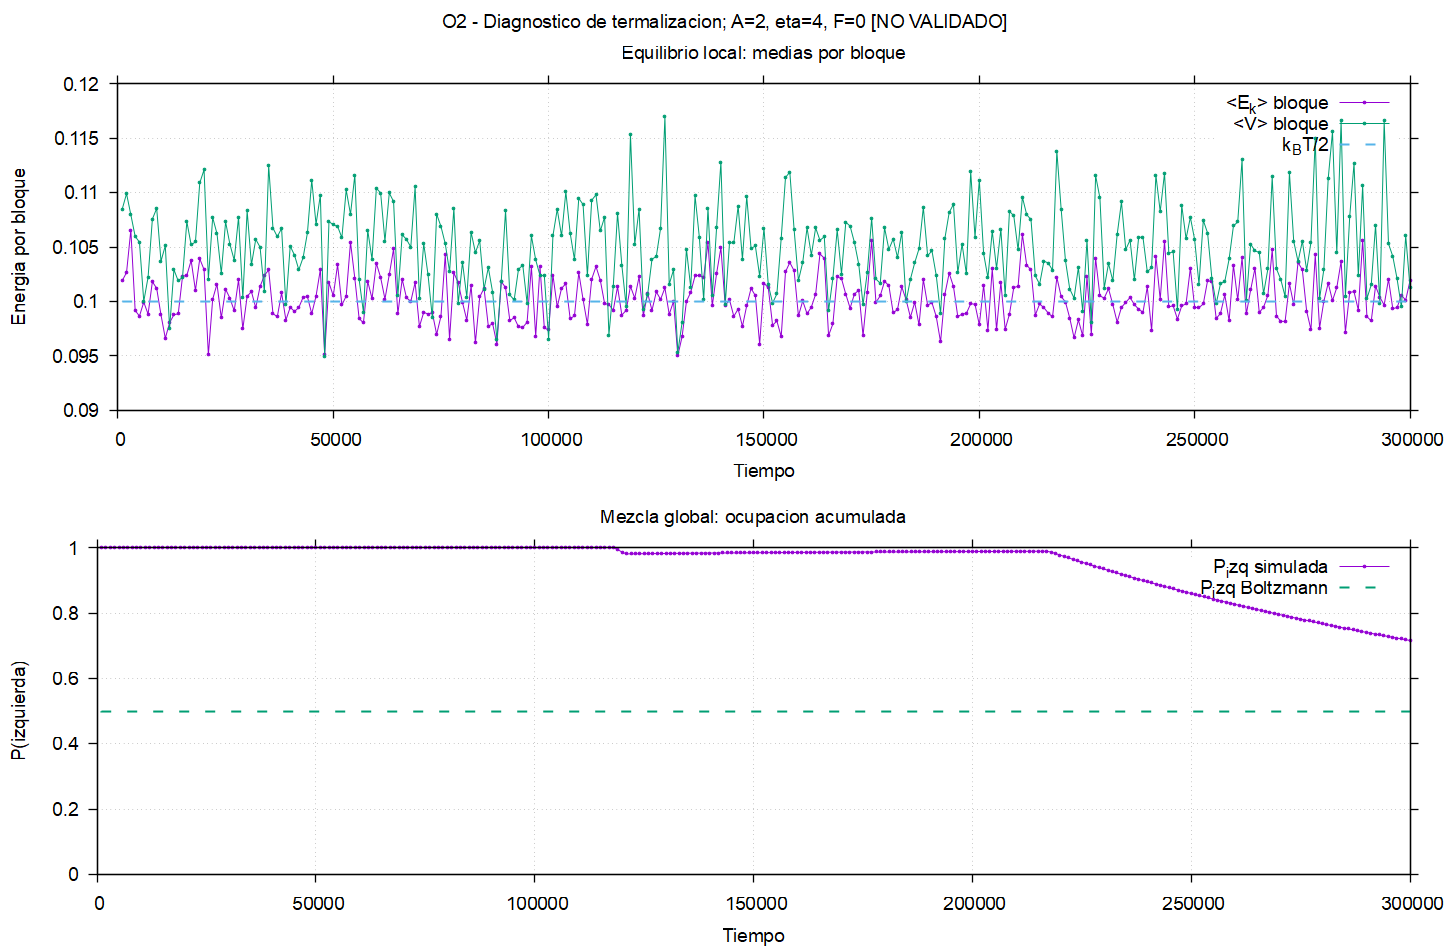 O2 - Diagnostico de termalizacion; A=2, eta=4, F=0 [NO VALIDADO]
Equilibrio local: medias por bloque
0.12
0.115
0.11
0.105
0.1
0.095
0.09
Energia por bloque
<Ek> bloque
<V> bloque
kBT/2
0 50000 100000 150000 200000 250000 300000
Tiempo
Mezcla global: ocupacion acumulada
1
0.8
0.6
0.4
0.2
0
P(izquierda)
Pizq simulada
Pizq Boltzmann
0 50000 100000 150000 200000 250000 300000
Tiempo